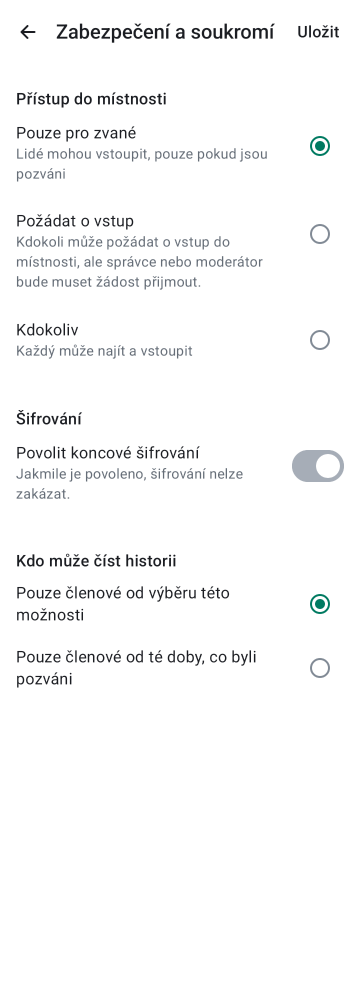 Zabezpečení a soukromí
Uložit
Přístup do místnosti
Pouze pro zvané
Lidé mohou vstoupit, pouze pokud jsou
pozváni
Požádat o vstup
Kdokoli může požádat o vstup do
místnosti, ale správce nebo moderátor
bude muset žádost přijmout.
Kdokoliv
Každý může najít a vstoupit
Šifrování
Povolit koncové šifrování
Jakmile je povoleno, šifrování nelze
zakázat.
Kdo může číst historii
Pouze členové od výběru této
možnosti
Pouze členové od té doby, co byli
pozváni